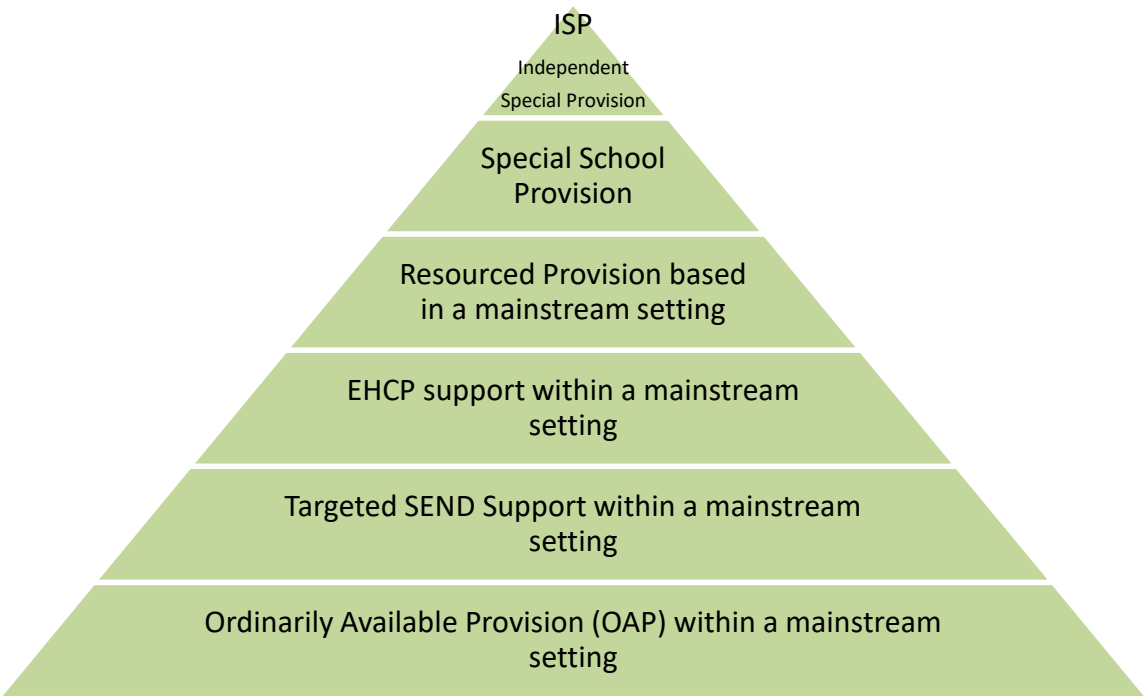 ISP
Independent
Special Provision
Special School
Provision
Resourced Provision based
in a mainstream setting
EHCP support within a mainstream
setting
Targeted SEND Support within a mainstream
setting
Ordinarily Available Provision (OAP) within a mainstream
setting